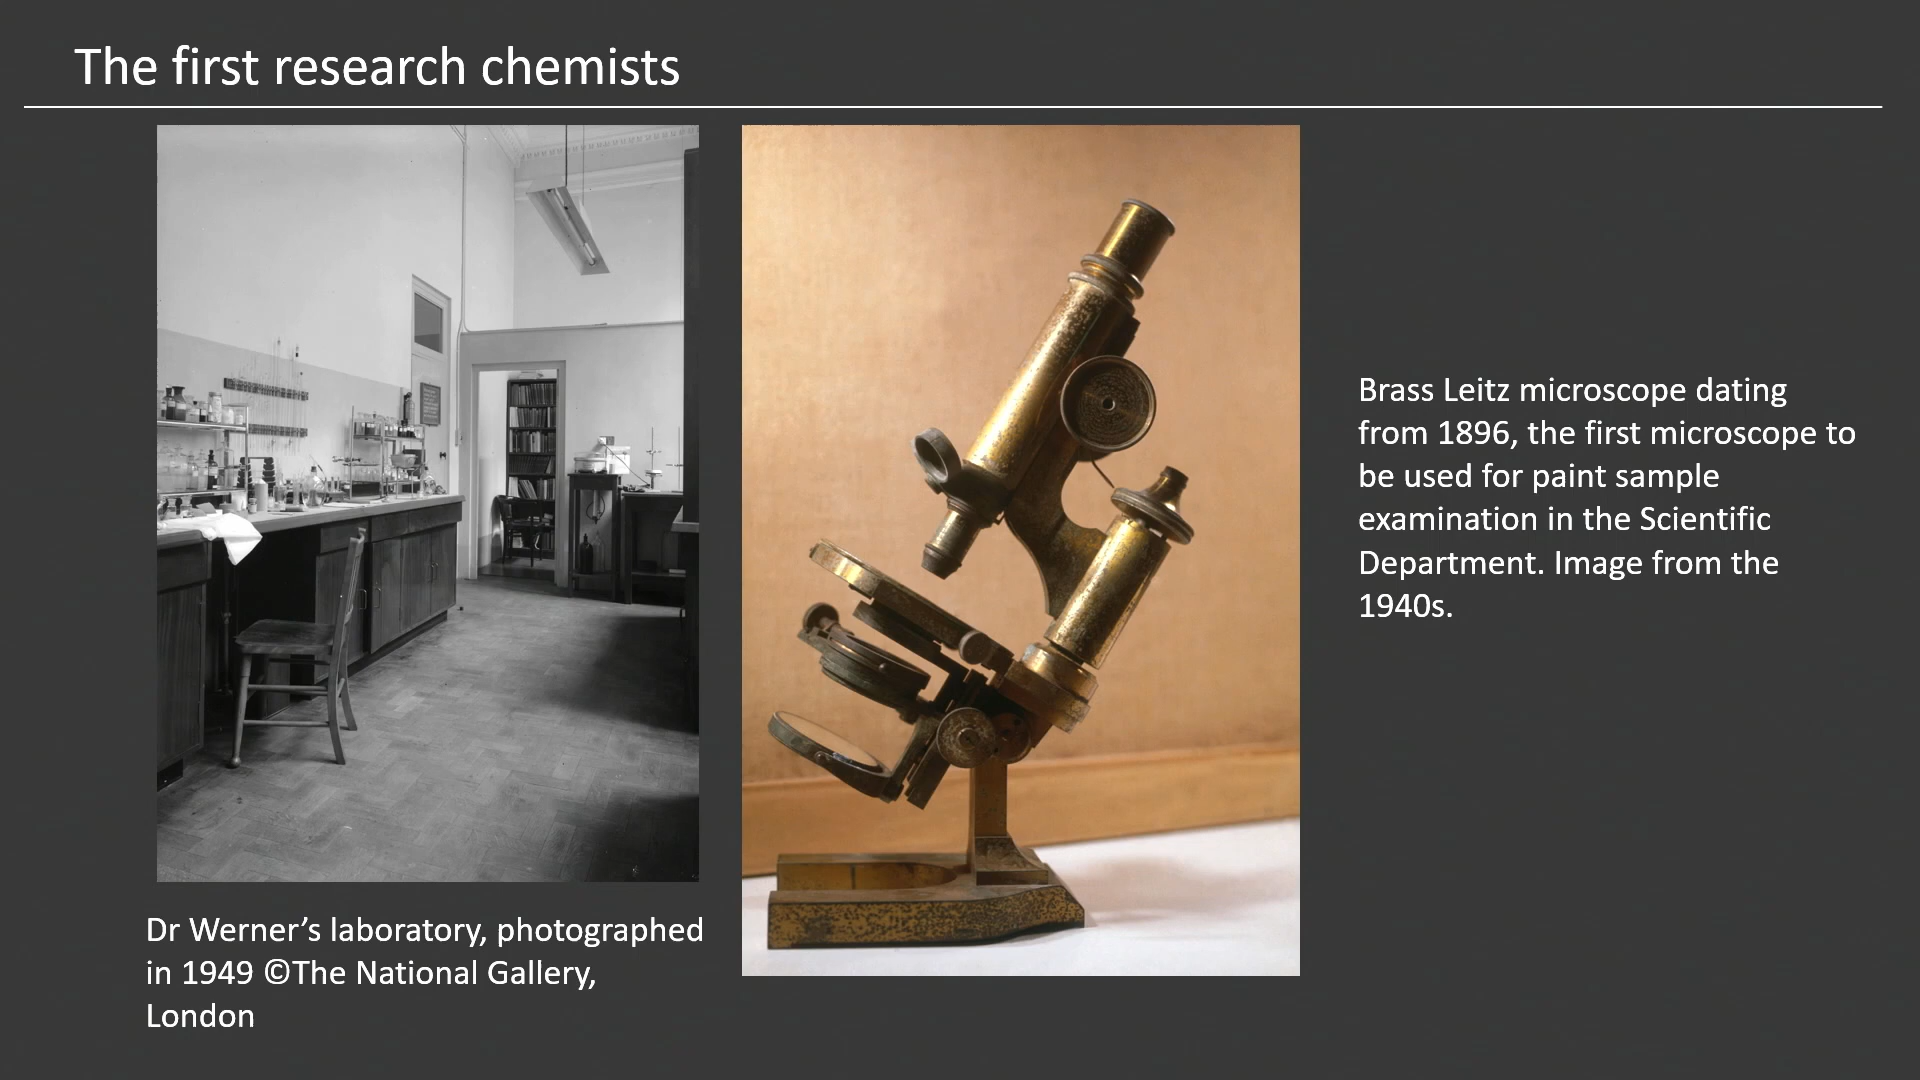 The first research chemists
Dr Werner’s laboratory, photographed
in 1949 ©The National Gallery,
London
Brass Leitz microscope dating
from 1896, the first microscope to
be used for paint sample
examination in the Scientific
Department. Image from the
1940s.